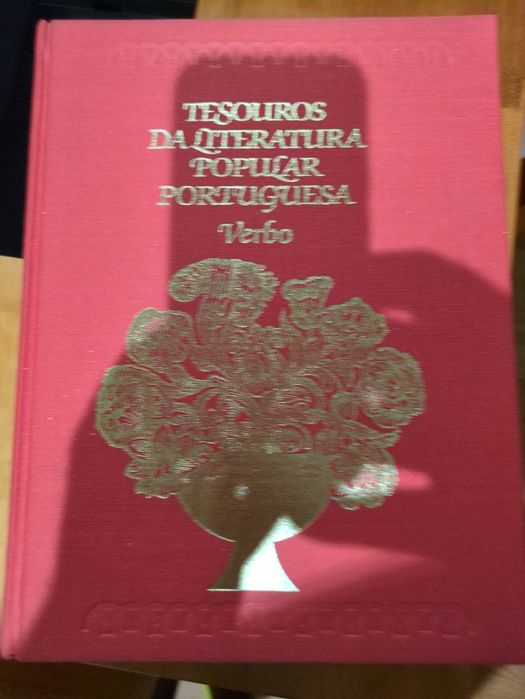 TESOUROS
DA LITERATURA
POPULAR
PORTUGUESA
Verbo